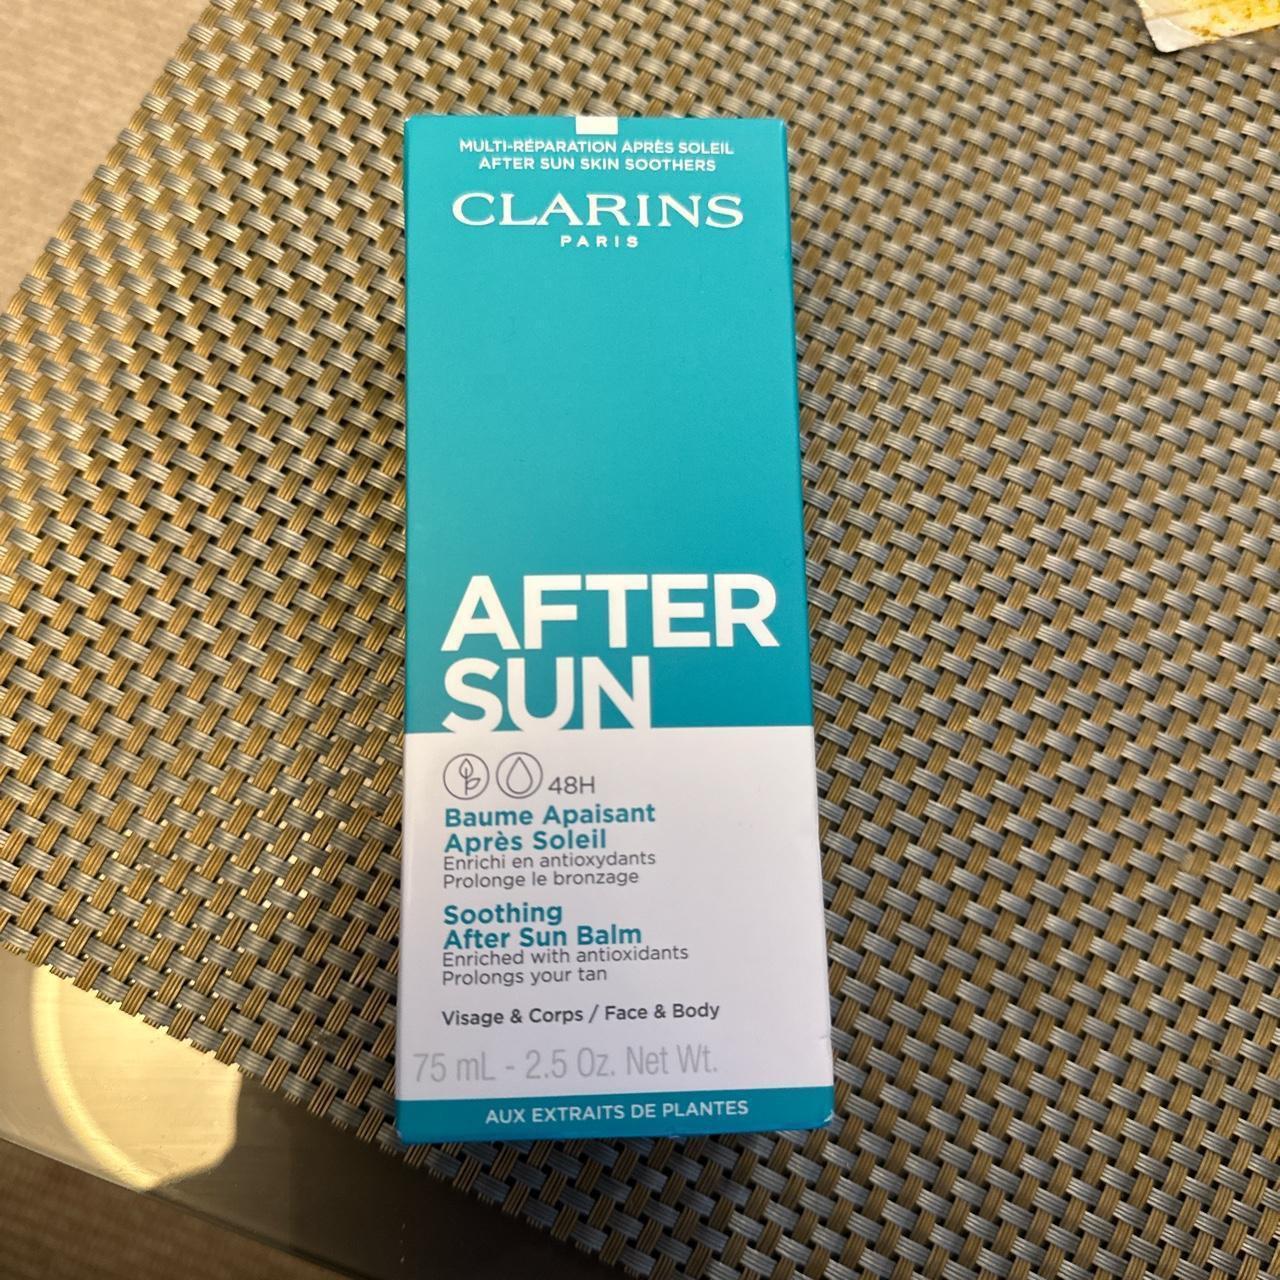 MULTI-RÉPARATION APRÈS SOLEIL
AFTER SUN SKIN SOOTHERS
CLARINS
PARIS
AFTER
SUN
48H
Baume Apaisant
Après Soleil
Enrichi en antioxydants
Prolonge le bronzage
Soothing
After Sun Balm
Enriched with antioxidants
Prolongs your tan
Visage & Corps / Face & Body
75 mL - 2.5 Oz. Net Wt.
AUX EXTRAITS DE PLANTES